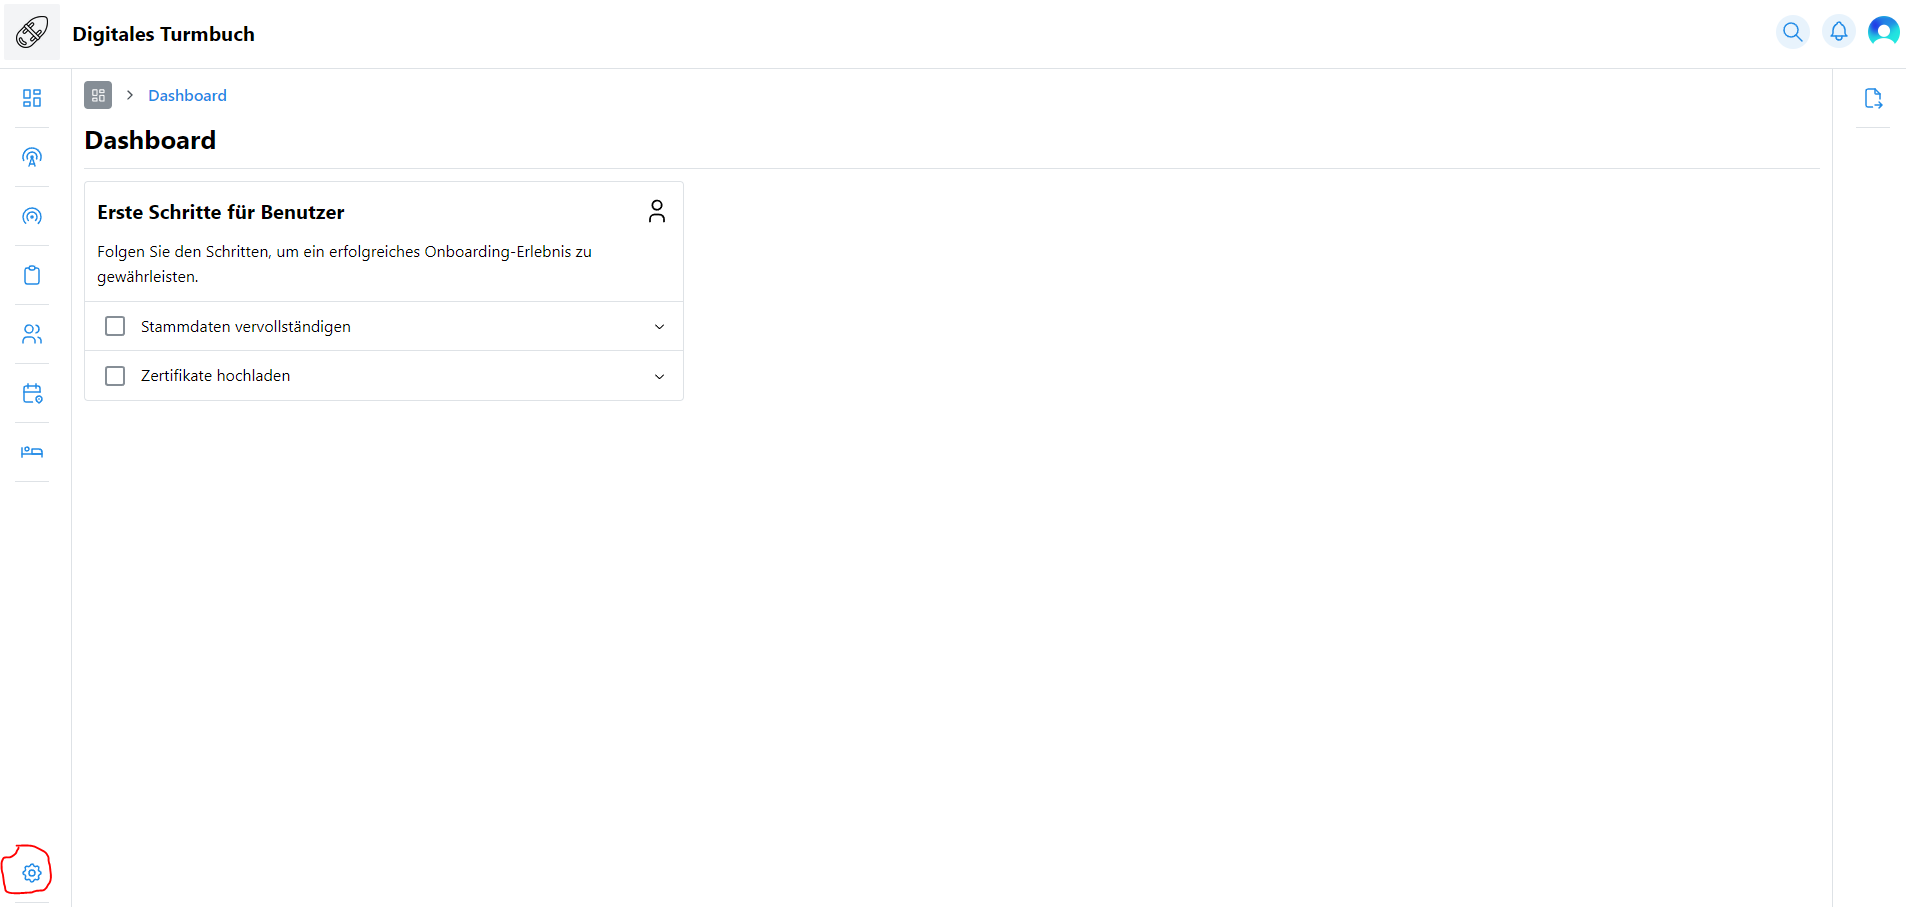 Digitales Turmbuch
Dashboard
Dashboard
Erste Schritte für Benutzer
Folgen Sie den Schritten, um ein erfolgreiches Onboarding-Erlebnis zu
gewährleisten.
Stammdaten vervollständigen
Zertifikate hochladen